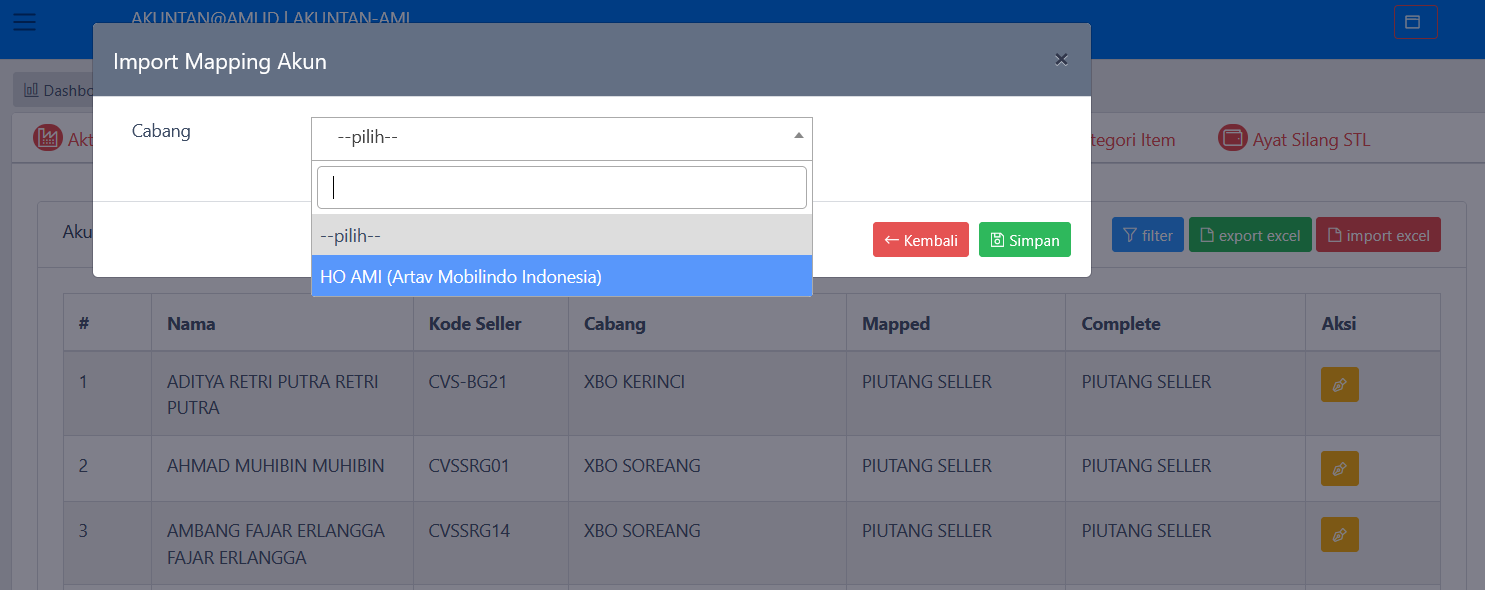 AKUNTAN@AMI.ID | AKUNTAN-AMI
Import Mapping Akun
×
Dashbo
Cabang
--pilih--
Akt
tegori Item
Ayat Silang STL
--pilih--
HO AMI (Artav Mobilindo Indonesia)
Kembali
Simpan
Aku
filter
export excel
import excel
# Nama Kode Seller Cabang Mapped Complete Aksi
1 ADITYA RETRI PUTRA RETRI CVS-BG21 XBO KERINCI PIUTANG SELLER PIUTANG SELLER
PUTRA
2 AHMAD MUHIBIN MUHIBIN CVSSRG01 XBO SOREANG PIUTANG SELLER PIUTANG SELLER
3 AMBANG FAJAR ERLANGGA CVSSRG14 XBO SOREANG PIUTANG SELLER PIUTANG SELLER
FAJAR ERLANGGA